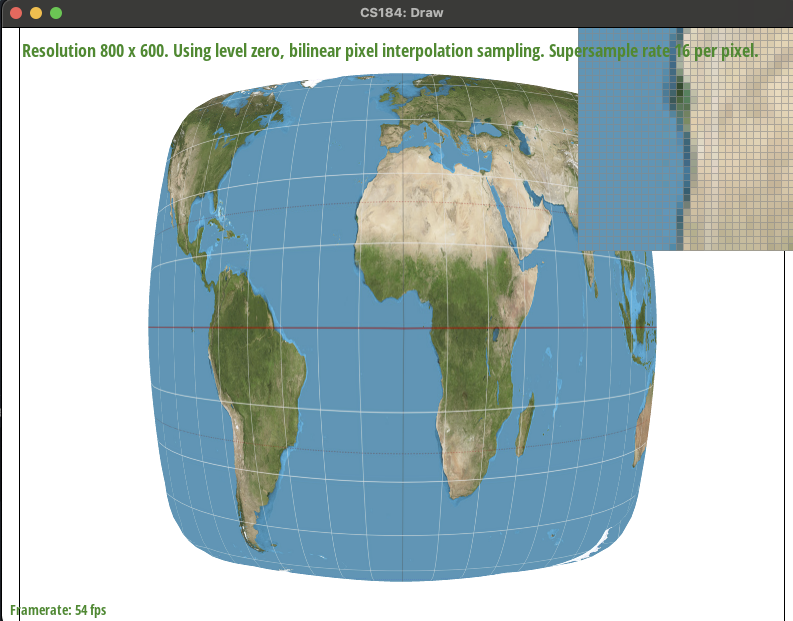 CS184: Draw
Resolution 800 x 600. Using level zero, bilinear pixel interpolation sampling. Supersample rate 16 per pixel.
Framerate: 54 fps